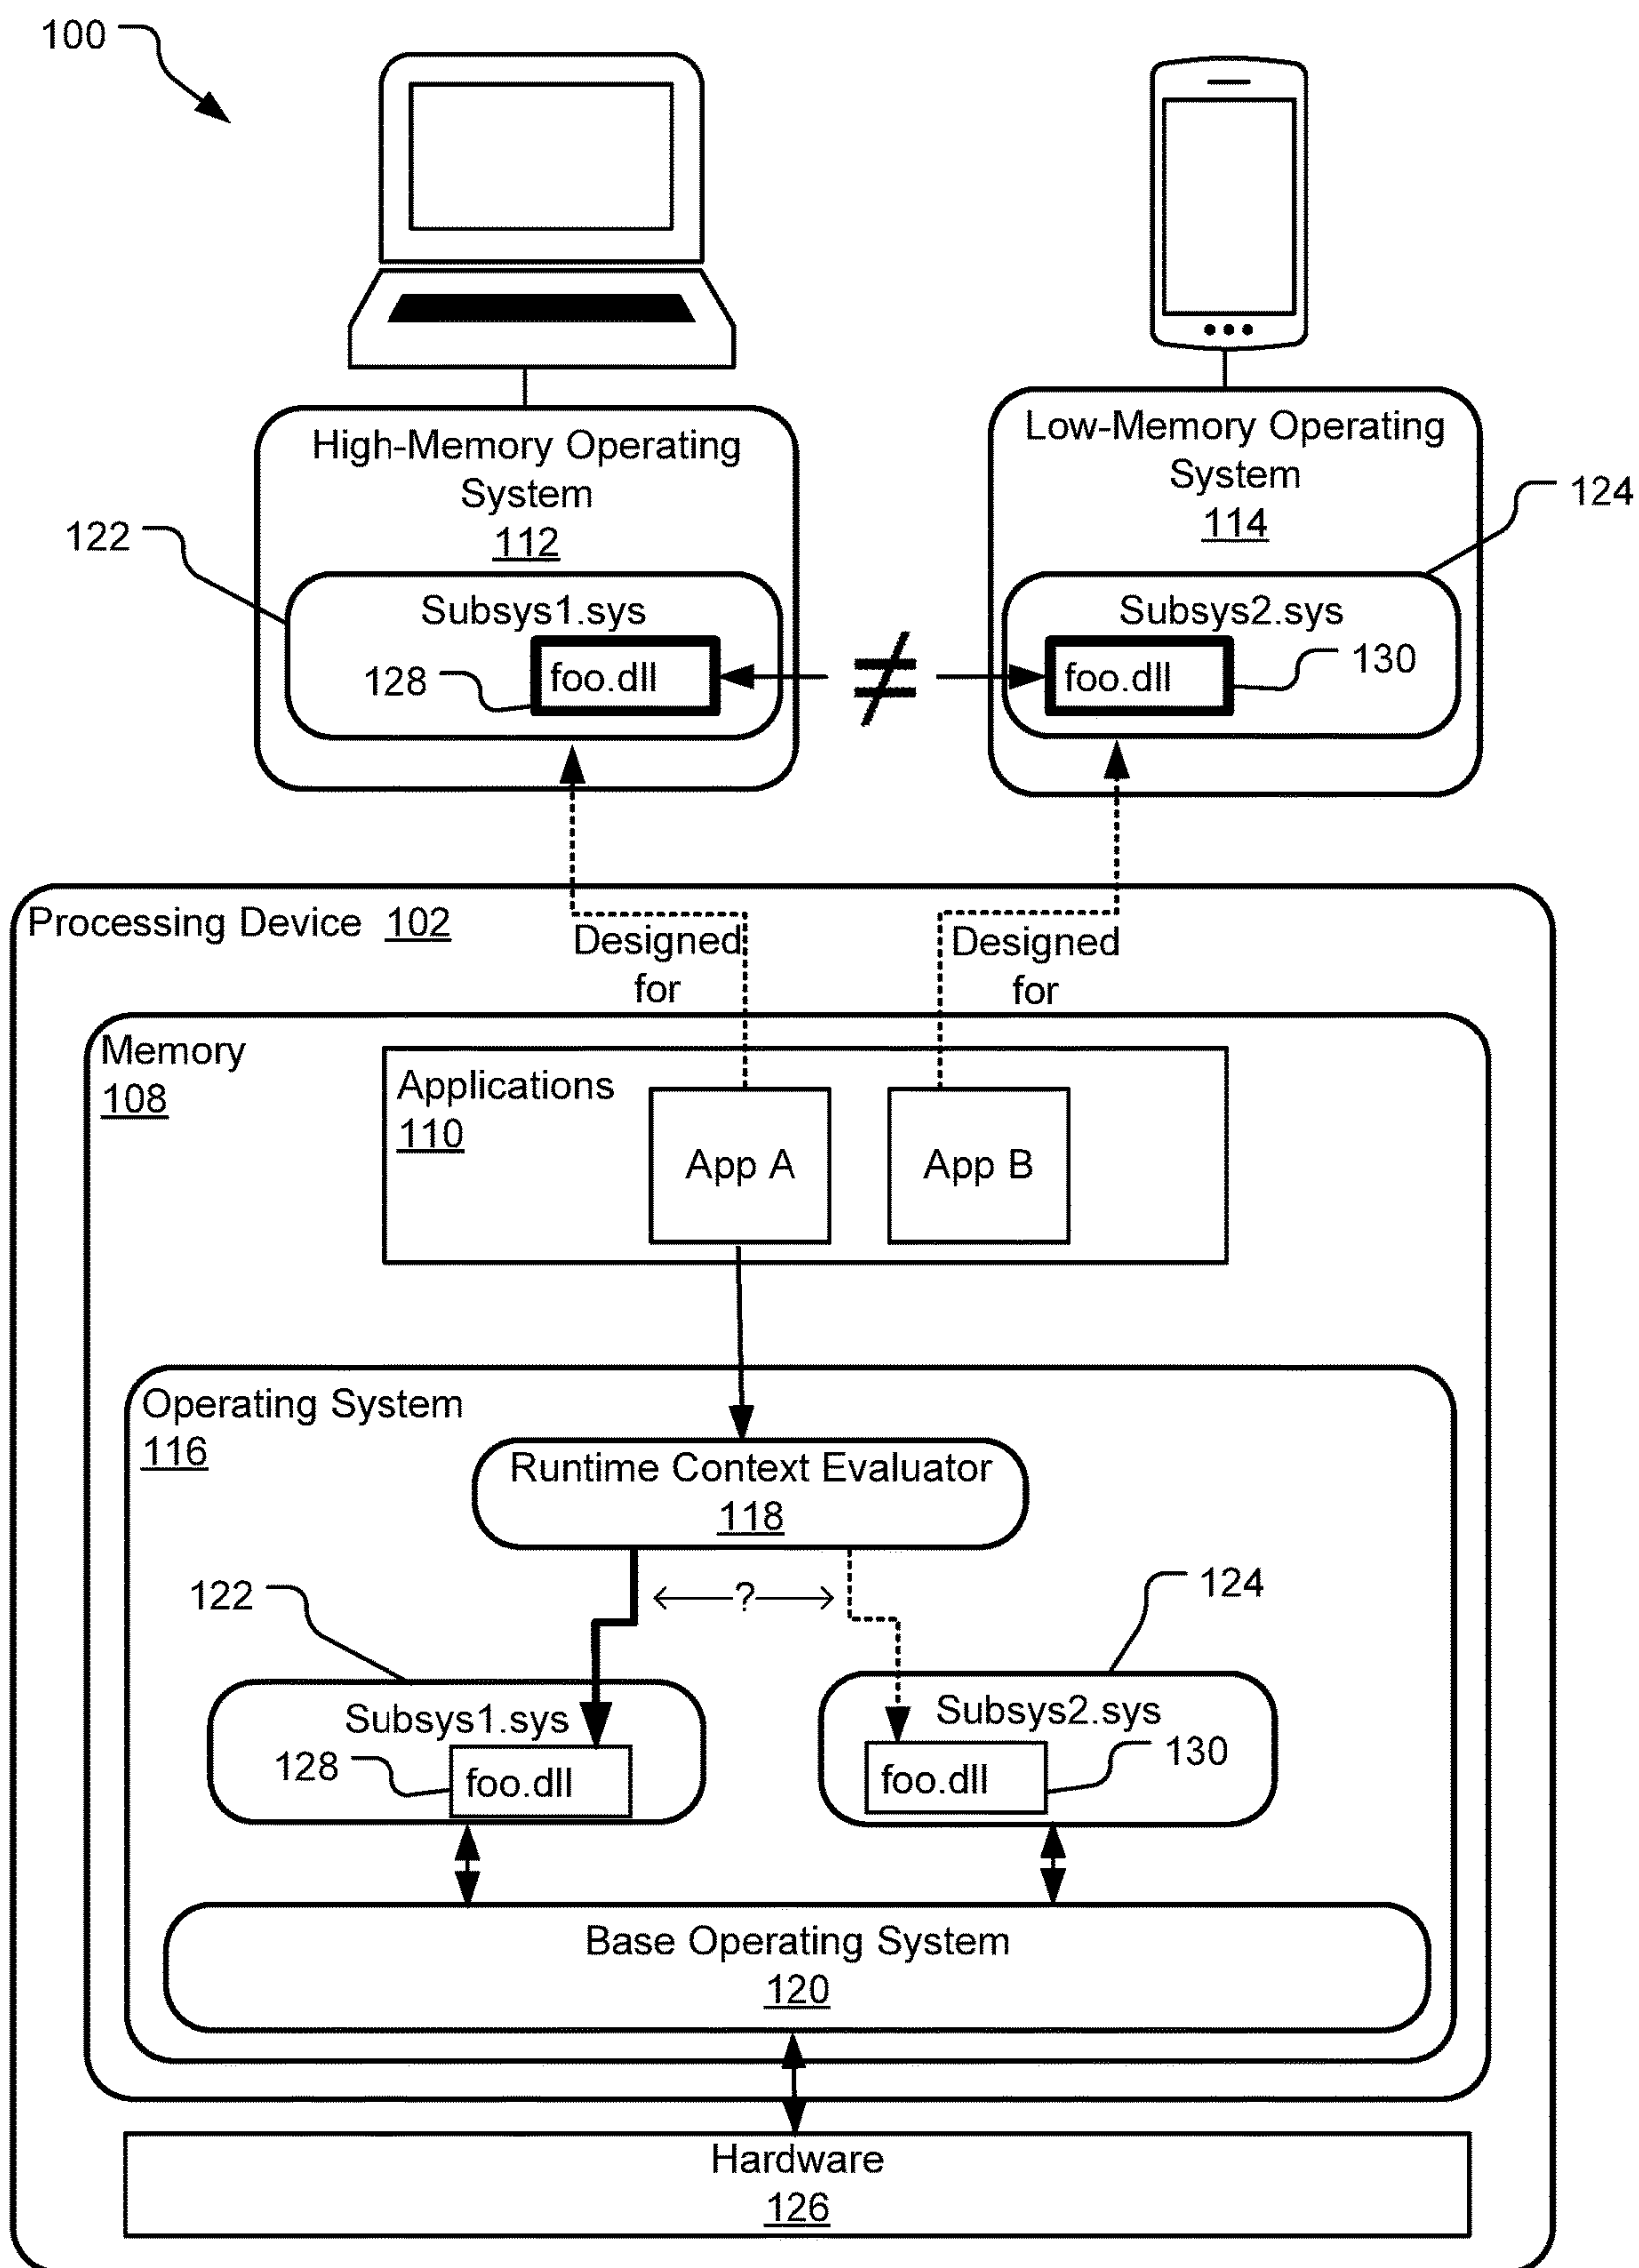 100
High-Memory Operating
System
112
Low-Memory Operating
System
114
122
124
Subsys1.sys
foo.dll
128
≠
Subsys2.sys
foo.dll
130
Processing Device 102
Designed
for
Designed
for
Memory
108
Applications
110
App A
App B
Operating System
116
Runtime Context Evaluator
118
?
122
124
Subsys1.sys
128
foo.dll
Subsys2.sys
foo.dll
130
Base Operating System
120
Hardware
126